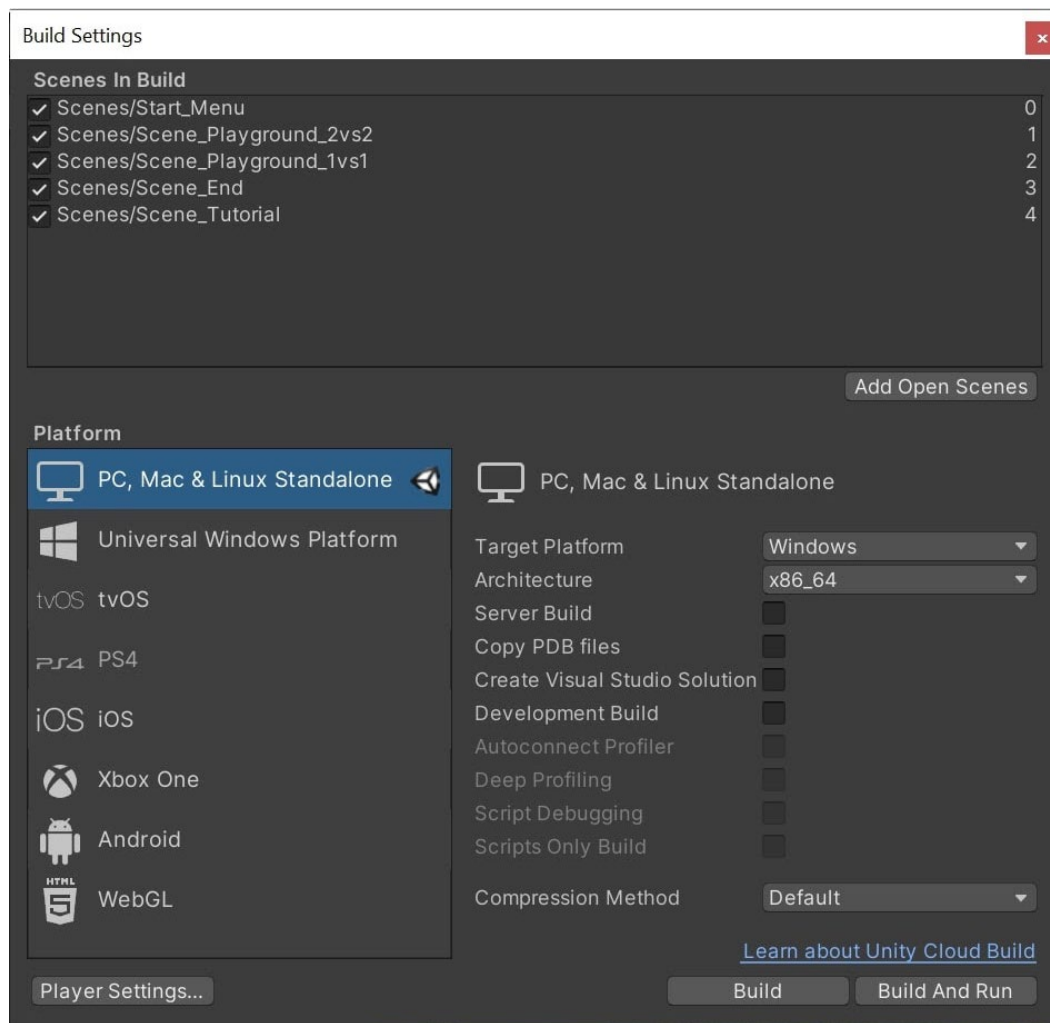 Build Settings
Scenes In Build
Scenes/Start_Menu 0
Scenes/Scene_Playground_2vs2 1
Scenes/Scene_Playground_1vs1 2
Scenes/Scene_End 3
Scenes/Scene_Tutorial 4
Add Open Scenes
Platform
PC, Mac & Linux Standalone
Universal Windows Platform
tvOS tvOS
PS4 PS4
iOS iOS
Xbox One
Android
HTML 5 WebGL
PC, Mac & Linux Standalone
Target Platform Windows
Architecture x86_64
Server Build
Copy PDB files
Create Visual Studio Solution
Development Build
Autoconnect Profiler
Deep Profiling
Script Debugging
Scripts Only Build
Compression Method Default
Learn about Unity Cloud Build
Player Settings... Build Build And Run